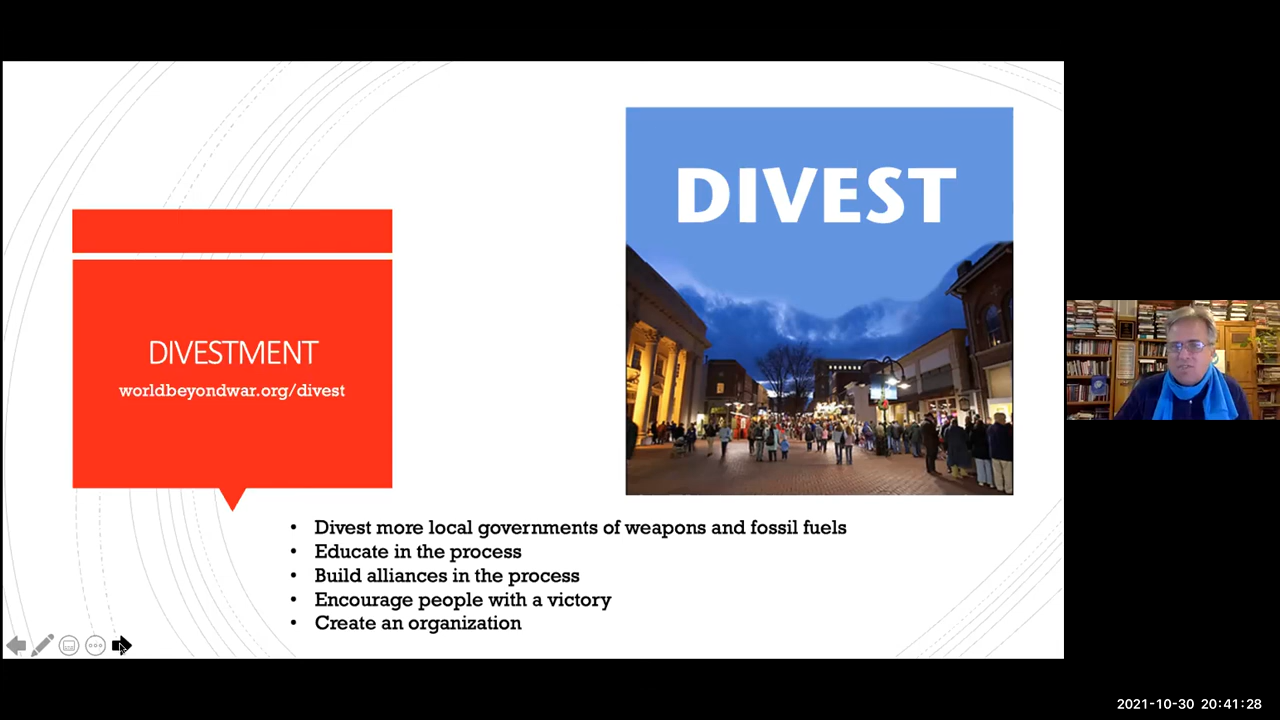 DIVEST
DIVESTMENT
worldbeyondwar.org/divest
• Divest more local governments of weapons and fossil fuels
• Educate in the process
• Build alliances in the process
• Encourage people with a victory
• Create an organization
2021-10-30 20:41:28